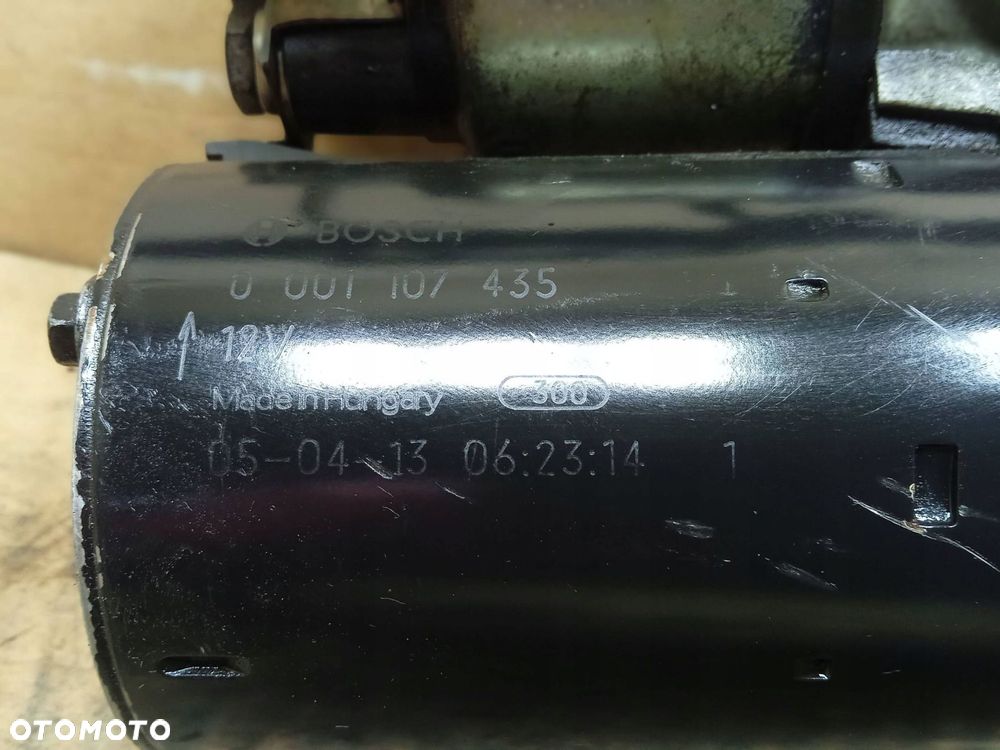 BOSCH
0 001 107 435
12V
Made in Hungary 300
05-04-13 06:23:14 1
OTOMOTO